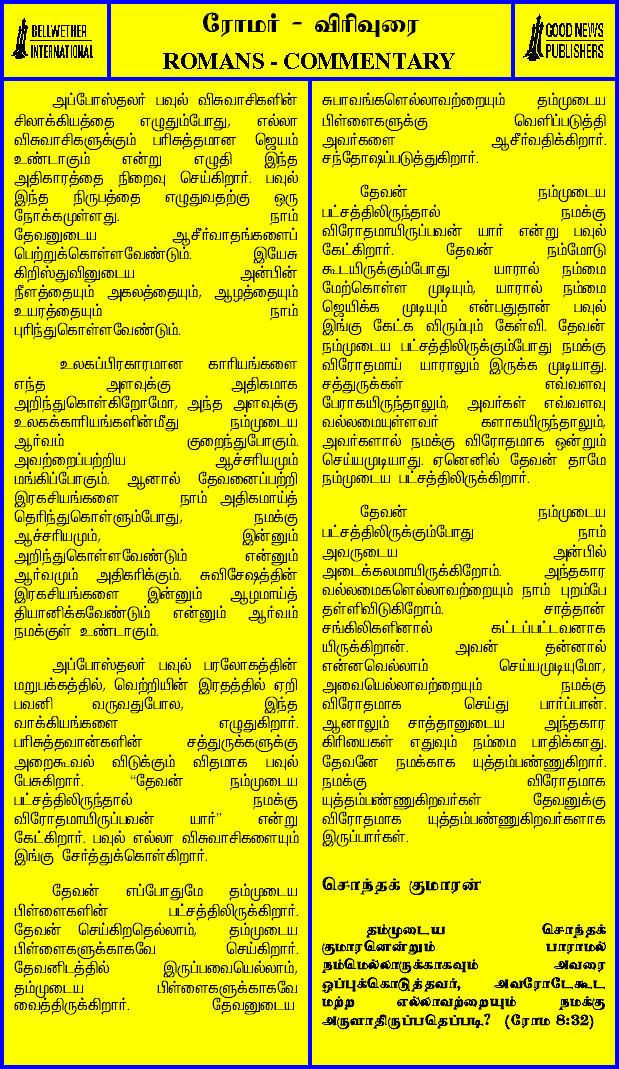 BELLWETHER
INTERNATIONAL
ரோமர் - விரிவுரை
ROMANS - COMMENTARY
GOOD NEWS
PUBLISHERS
அப்போஸ்தலர் பவுல் விசுவாசிகளின்
சிலாக்கியத்தை எழுதும்போது, எல்லா
விசுவாசிகளுக்கும் பரிசுத்தமான ஜெயம்
உண்டாகும் என்று எழுதி இந்த
அதிகாரத்தை நிறைவு செய்கிறார். பவுல்
இந்த நிருபத்தை எழுதுவதற்கு ஒரு
நோக்கமுள்ளது. நாம்
தேவனுடைய ஆசீர்வாதங்களைப்
பெற்றுக்கொள்ளவேண்டும். இயேசு
கிறிஸ்துவினுடைய அன்பின்
நீளத்தையும் அகலத்தையும், ஆழத்தையும்
உயரத்தையும் நாம்
புரிந்துகொள்ளவேண்டும்.
உலகப்பிரகாரமான காரியங்களை
எந்த அளவுக்கு அதிகமாக
அறிந்துகொள்கிறோமோ, அந்த அளவுக்கு
உலகக்காரியங்களின்மீது நம்முடைய
ஆர்வம் குறைந்துபோகும்.
அவற்றைப்பற்றிய ஆச்சரியமும்
மங்கிப்போகும். ஆனால் தேவனைப்பற்றி
இரகசியங்களை நாம் அதிகமாய்த்
தெரிந்துகொள்ளும்போது, நமக்கு
ஆச்சரியமும், இன்னும்
அறிந்துகொள்ளவேண்டும் என்னும்
ஆர்வமும் அதிகரிக்கும். சுவிசேஷத்தின்
இரகசியங்களை இன்னும் ஆழமாய்த்
தியானிக்கவேண்டும் என்னும் ஆர்வம்
நமக்குள் உண்டாகும்.
அப்போஸ்தலர் பவுல் பரலோகத்தின்
மறுபக்கத்தில், வெற்றியின் இரதத்தில் ஏறி
பவனி வருவதுபோல, இந்த
வாக்கியங்களை எழுதுகிறார்.
பரிசுத்தவான்களின் சத்துருக்களுக்கு
அறைகூவல் விடுக்கும் விதமாக பவுல்
பேசுகிறார். “தேவன் நம்முடைய
பட்சத்திலிருந்தால் நமக்கு
விரோதமாயிருப்பவன் யார்” என்று
கேட்கிறார். பவுல் எல்லா விசுவாசிகளையும்
இங்கு சேர்த்துக்கொள்கிறார்.
தேவன் எப்போதுமே தம்முடைய
பிள்ளைகளின் பட்சத்திலிருக்கிறார்.
தேவன் செய்கிறதெல்லாம், தம்முடைய
பிள்ளைகளுக்காகவே செய்கிறார்.
தேவனிடத்தில் இருப்பவையெல்லாம்,
தம்முடைய பிள்ளைகளுக்காகவே
வைத்திருக்கிறார். தேவனுடைய
சுபாவங்களெல்லாவற்றையும் தம்முடைய
பிள்ளைகளுக்கு வெளிப்படுத்தி
அவர்களை ஆசீர்வதிக்கிறார்.
சந்தோஷப்படுத்துகிறார்.
தேவன் நம்முடைய
பட்சத்திலிருந்தால் நமக்கு
விரோதமாயிருப்பவன் யார் என்று பவுல்
கேட்கிறார். தேவன் நம்மோடு
கூடயிருக்கும்போது யாரால் நம்மை
மேற்கொள்ள முடியும், யாரால் நம்மை
ஜெயிக்க முடியும் என்பதுதான் பவுல்
இங்கு கேட்க விரும்பும் கேள்வி. தேவன்
நம்முடைய பட்சத்திலிருக்கும்போது நமக்கு
விரோதமாய் யாராலும் இருக்க முடியாது.
சத்துருக்கள் எவ்வளவு
பேராகயிருந்தாலும், அவர்கள் எவ்வளவு
வல்லமையுள்ளவர் களாகயிருந்தாலும்,
அவர்களால் நமக்கு விரோதமாக ஒன்றும்
செய்யமுடியாது. ஏனெனில் தேவன் தாமே
நம்முடைய பட்சத்திலிருக்கிறார்.
தேவன் நம்முடைய
பட்சத்திலிருக்கும்போது நாம்
அவருடைய அன்பில்
அடைக்கலமாயிருக்கிறோம். அந்தகார
வல்லமைகளெல்லாவற்றையும் நாம் புறம்பே
தள்ளிவிடுகிறோம். சாத்தான்
சங்கிலிகளினால் கட்டப்பட்டவனாக
யிருக்கிறான். அவன் தன்னால்
என்னவெல்லாம் செய்யமுடியுமோ,
அவையெல்லாவற்றையும் நமக்கு
விரோதமாக செய்து பார்ப்பான்.
ஆனாலும் சாத்தானுடைய அந்தகார
கிரியைகள் எதுவும் நம்மை பாதிக்காது.
தேவனே நமக்காக யுத்தம்பண்ணுகிறார்.
நமக்கு விரோதமாக
யுத்தம்பண்ணுகிறவர்கள் தேவனுக்கு
விரோதமாக யுத்தம்பண்ணுகிறவர்களாக
இருப்பார்கள்.
சொந்தக் குமாரன்
தம்முடைய சொந்தக்
குமாரனென்றும் பாராமல்
நம்மெல்லாருக்காகவும் அவரை
ஒப்புக்கொடுத்தவர், அவரோடேகூட
மற்ற எல்லாவற்றையும் நமக்கு
அருளாதிருப்பதெப்படி? (ரோம 8:32)